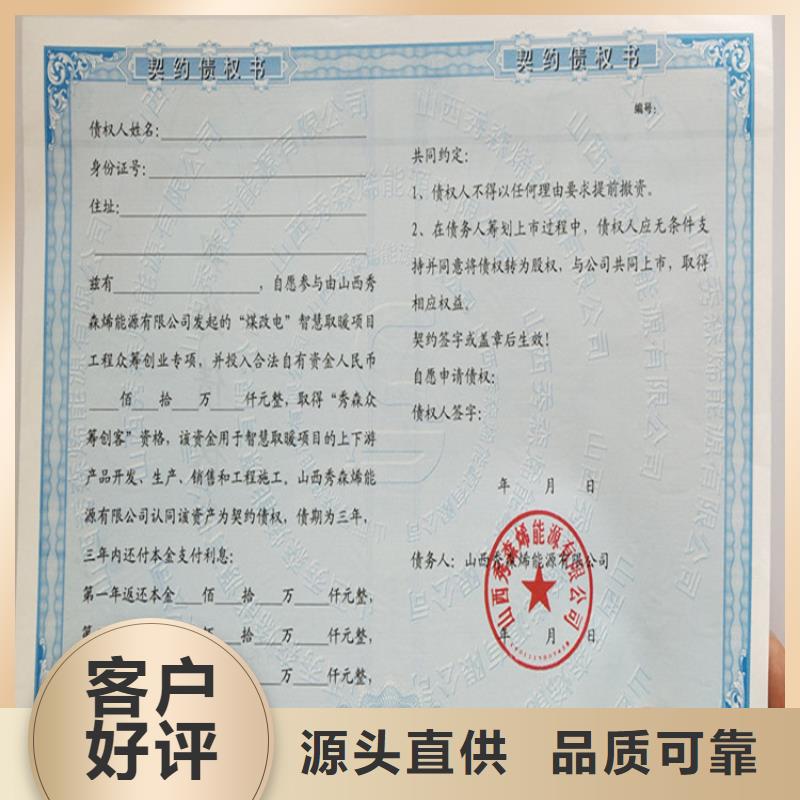 契约债权书
债权人姓名：
身份证号：
住址：
兹有，自愿参与由山西秀
森烯能源有限公司发起的“煤改电”智慧取暖项目
工程众筹创业专项，并投入合法自有资金人民币
佰 拾 万 仟元整，取得“秀森众
筹创客”资格，该资金用于智慧取暖项目的上下游
产品开发、生产、销售和工程施工。山西秀森烯能
源有限公司认同该资产为契约债权，债期为三年，
三年内还付本金支付利息：
第一年返还本金 佰 拾 万 仟元整，
第 拾 万 仟元整，
万 仟元整，
契约债权书
编号：
共同约定：
1、债权人不得以任何理由要求提前撤资。
2、在债务人筹划上市过程中，债权人应无条件支
持并同意将债权转为股权，与公司共同上市，取得
相应权益。
契约签字或盖章后生效！
自愿申请债权：
债权人签字：
年 月 日
债务人：山西秀森烯能源有限公司
年 月 日
山西秀森烯能源有限公司
客户
好评
源头直供 品质可靠